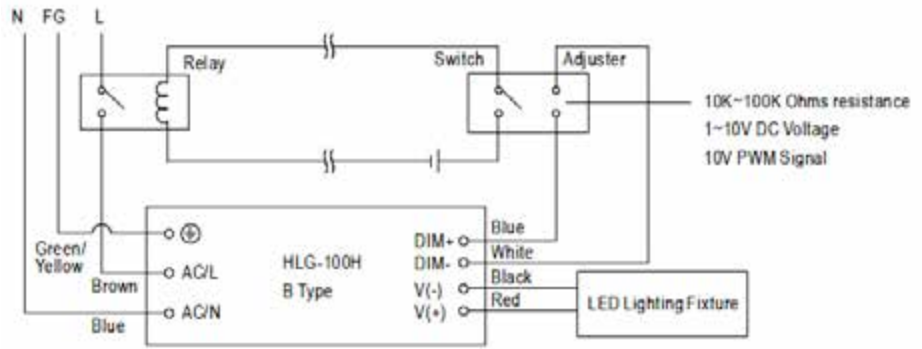 N FG L
Relay
Switch
Adjuster
10K~100K Ohms resistance
1~10V DC Voltage
10V PWM Signal
Green/
Yellow
Brown
Blue
AC/L
AC/N
HLG-100H
B Type
DIM+
DIM-
V(-)
V(+)
Blue
White
Black
Red
LED Lighting Fixture